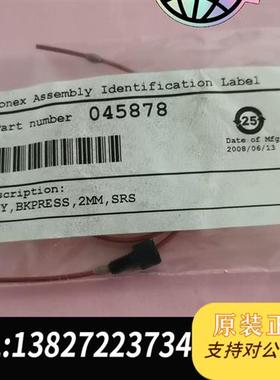 onex Assembly Identification Label
Part number 045878
25
Date of Mfg
2008/06/13
scription:
Y,BKPRESS,2MM,SRS
:13827223734
原装正
支持对公